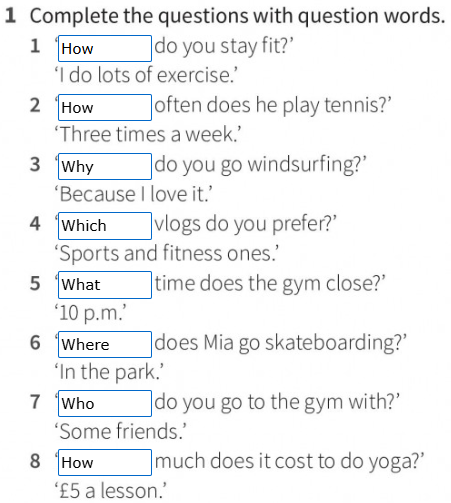 1 Complete the questions with question words.
1 ‘How do you stay fit?’
‘I do lots of exercise.’
2 ‘How often does he play tennis?’
‘Three times a week.’
3 ‘Why do you go windsurfing?’
‘Because I love it.’
4 ‘Which vlogs do you prefer?’
‘Sports and fitness ones.’
5 ‘What time does the gym close?’
‘10 p.m.’
6 ‘Where does Mia go skateboarding?’
‘In the park.’
7 ‘Who do you go to the gym with?’
‘Some friends.’
8 ‘How much does it cost to do yoga?’
‘£5 a lesson.’